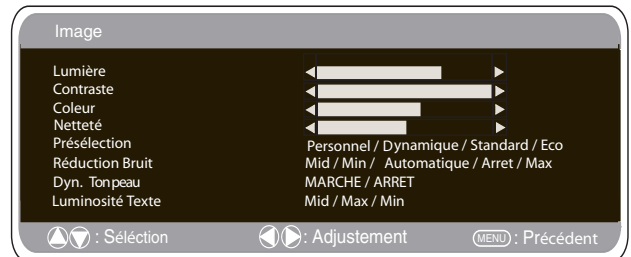 Image
Lumière
Contraste
Coleur
Netteté
Présélection Personnel / Dynamique / Standard / Eco
Réduction Bruit Mid / Min / Automatique / Arret / Max
Dyn. Tonpeau MARCHE / ARRET
Luminosité Texte Mid / Max / Min
: Séléction : Adjustement MENU : Précédent